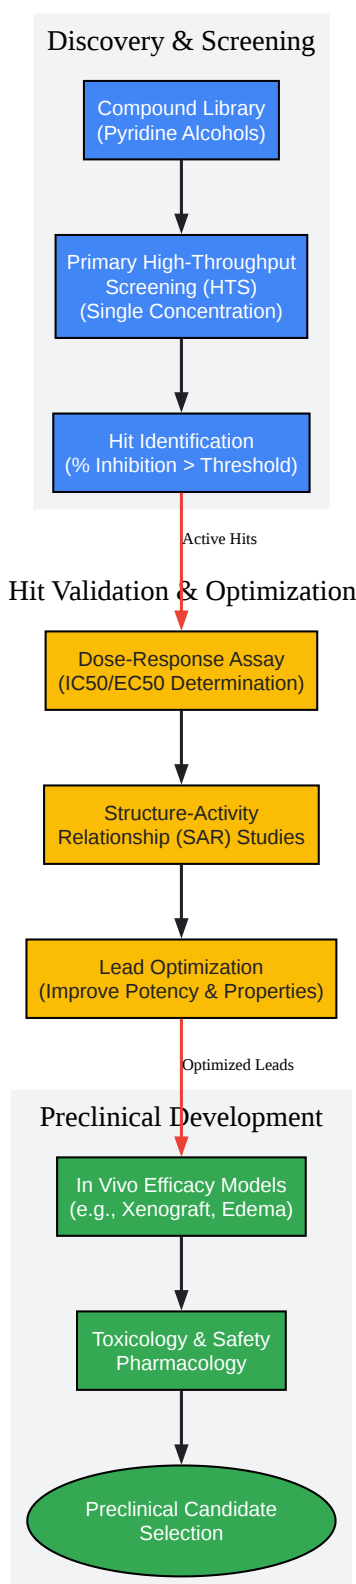 Discovery & Screening
Compound Library
(Pyridine Alcohols)
Primary High-Throughput
Screening (HTS)
(Single Concentration)
Hit Identification
(% Inhibition > Threshold)
Active Hits
Hit Validation & Optimization
Dose-Response Assay
(IC50/EC50 Determination)
Structure-Activity
Relationship (SAR) Studies
Lead Optimization
(Improve Potency & Properties)
Optimized Leads
Preclinical Development
In Vivo Efficacy Models
(e.g., Xenograft, Edema)
Toxicology & Safety
Pharmacology
Preclinical Candidate
Selection